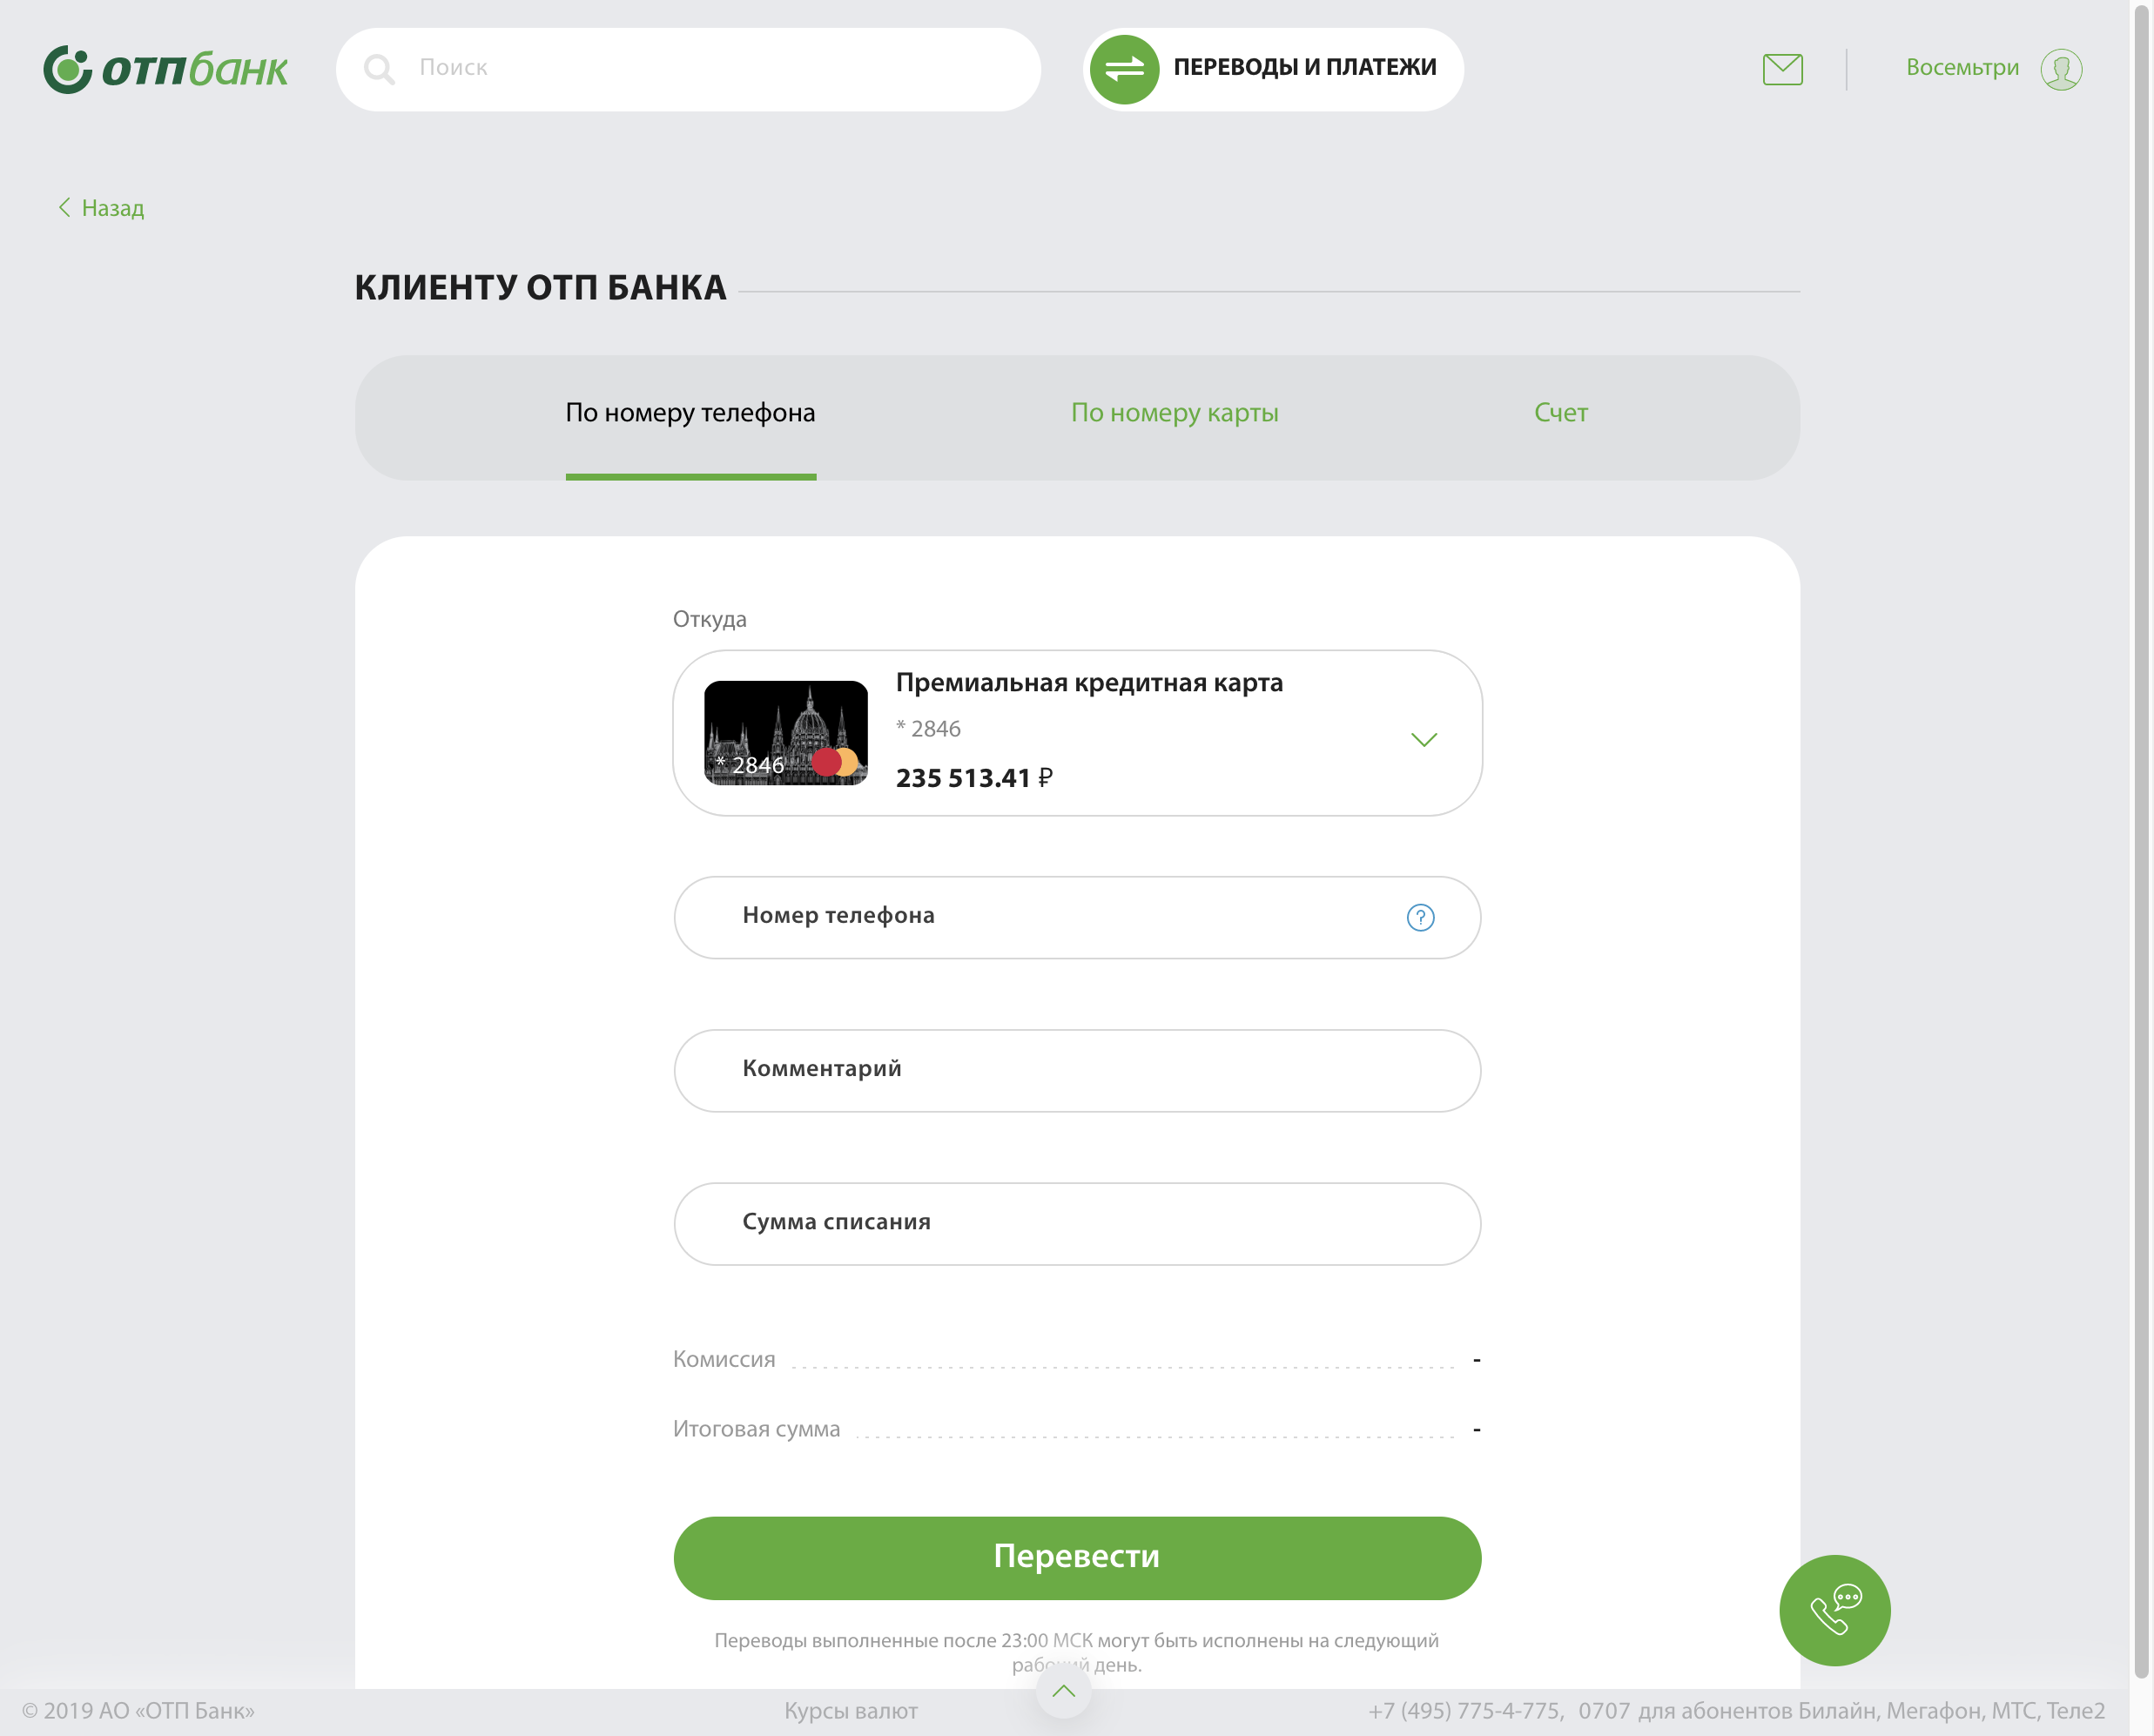 отпбанк
Поиск
ПЕРЕВОДЫ И ПЛАТЕЖИ
Восемьтри
Назад
КЛИЕНТУ ОТП БАНКА
По номеру телефона
По номеру карты
Счет
Откуда
Премиальная кредитная карта
* 2846
* 2846
235 513.41 ₽
Номер телефона
?
Комментарий
Сумма списания
Комиссия -
Итоговая сумма -
Перевести
Переводы выполненные после 23:00 МСК могут быть исполнены на следующий
рабочий день.
© 2019 АО «ОТП Банк»
Курсы валют
+7 (495) 775-4-775, 0707 для абонентов Билайн, Мегафон, МТС, Теле2